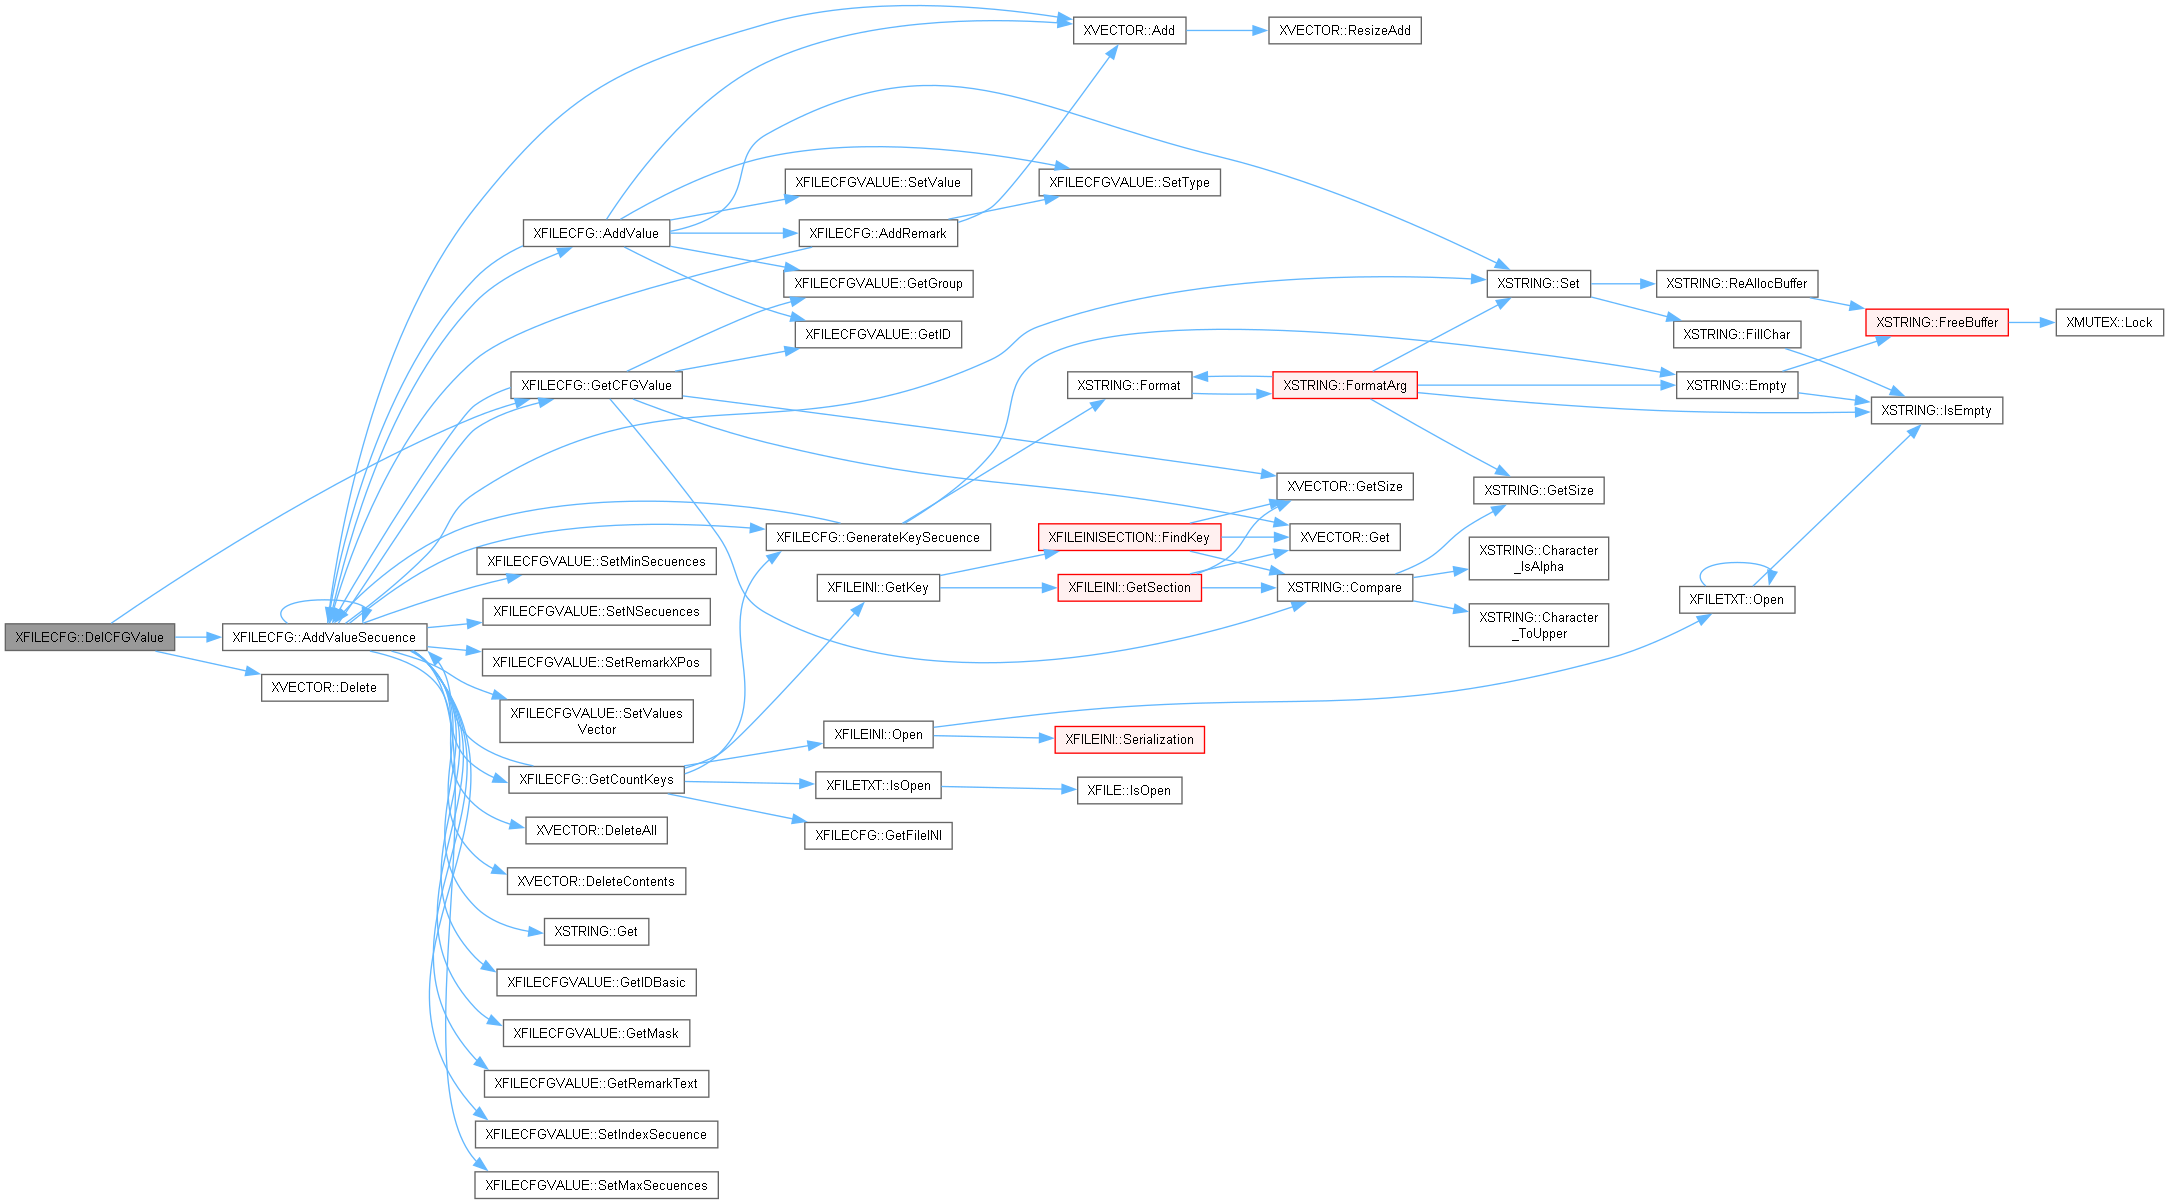 XFILECFG::DelCFGValue
XFILECFG::AddValueSecuence
XVECTOR::Delete
XFILECFG::AddValue
XFILECFG::GetCFGValue
XFILECFGVALUE::SetMinSecuences
XFILECFGVALUE::SetNSecuences
XFILECFGVALUE::SetRemarkXPos
XFILECFGVALUE::SetValues
Vector
XFILECFG::GetCountKeys
XVECTOR::DeleteAll
XVECTOR::DeleteContents
XSTRING::Get
XFILECFGVALUE::GetIDBasic
XFILECFGVALUE::GetMask
XFILECFGVALUE::GetRemarkText
XFILECFGVALUE::SetIndexSecuence
XFILECFGVALUE::SetMaxSecuences
XFILECFGVALUE::SetValue
XFILECFG::AddRemark
XFILECFGVALUE::GetGroup
XFILECFGVALUE::GetID
XFILECFG::GenerateKeySecuence
XFILEINI::GetKey
XFILEINI::Open
XFILETXT::IsOpen
XFILECFG::GetFileINI
XVECTOR::Add
XFILECFGVALUE::SetType
XSTRING::Format
XFILEINISECTION::FindKey
XFILEINI::GetSection
XFILEINI::Serialization
XFILE::IsOpen
XVECTOR::ResizeAdd
XSTRING::FormatArg
XVECTOR::GetSize
XVECTOR::Get
XSTRING::Compare
XSTRING::Set
XSTRING::GetSize
XSTRING::Character
_IsAlpha
XSTRING::Character
_ToUpper
XSTRING::ReAllocBuffer
XSTRING::FillChar
XSTRING::Empty
XFILETXT::Open
XSTRING::FreeBuffer
XSTRING::IsEmpty
XMUTEX::Lock